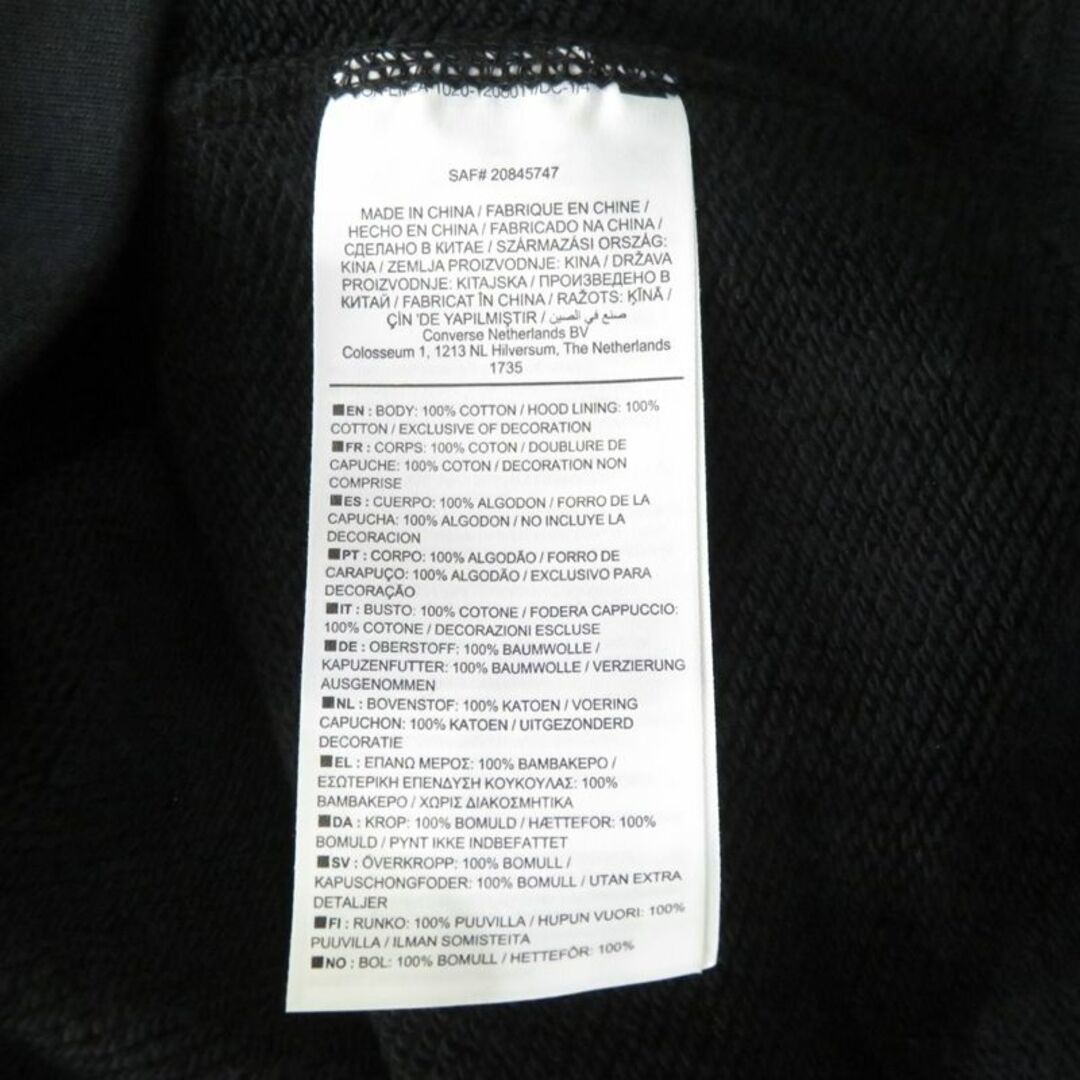 SAF# 20845747
MADE IN CHINA / FABRIQUE EN CHINE /
HECHO EN CHINA / FABRICADO NA CHINA /
СДЕЛАНО В КИТАЕ / SZÁRMAZÁSI ORSZÁG:
KINA / ZEMLJA PROIZVODNJE: KINA / DRŽAVA
PROIZVODNJE: KITAJSKA / ПРОИЗВЕДЕНО В
КИТАЙ / FABRICAT ÎN CHINA / RAŽOTS: ĶĪNĀ /
ÇİN 'DE YAPILMIŞTIR / صنع في الصين
Converse Netherlands BV
Colosseum 1, 1213 NL Hilversum, The Netherlands
1735
EN : BODY: 100% COTTON / HOOD LINING: 100%
COTTON / EXCLUSIVE OF DECORATION
FR : CORPS: 100% COTON / DOUBLURE DE
CAPUCHE: 100% COTON / DECORATION NON
COMPRISE
ES : CUERPO: 100% ALGODON / FORRO DE LA
CAPUCHA: 100% ALGODON / NO INCLUYE LA
DECORACION
PT : CORPO: 100% ALGODÃO / FORRO DE
CARAPUÇO: 100% ALGODÃO / EXCLUSIVO PARA
DECORAÇÃO
IT : BUSTO: 100% COTONE / FODERA CAPPUCCIO:
100% COTONE / DECORAZIONI ESCLUSE
DE : OBERSTOFF: 100% BAUMWOLLE /
KAPUZENFUTTER: 100% BAUMWOLLE / VERZIERUNG
AUSGENOMMEN
NL : BOVENSTOF: 100% KATOEN / VOERING
CAPUCHON: 100% KATOEN / UITGEZONDERD
DECORATIE
EL : ΕΠΑΝΩ ΜΕΡΟΣ: 100% ΒΑΜΒΑΚΕΡΟ /
ΕΣΩΤΕΡΙΚΗ ΕΠΕΝΔΥΣΗ ΚΟΥΚΟΥΛΑΣ: 100%
ΒΑΜΒΑΚΕΡΟ / ΧΩΡΙΣ ΔΙΑΚΟΣΜΗΤΙΚΑ
DA : KROP: 100% BOMULD / HÆTTEFOR: 100%
BOMULD / PYNT IKKE INDBEFATTET
SV : ÖVERKROPP: 100% BOMULL /
KAPUSCHONGFODER: 100% BOMULL / UTAN EXTRA
DETALJER
FI : RUNKO: 100% PUUVILLA / HUPUN VUORI: 100%
PUUVILLA / ILMAN SOMISTEITA
NO : BOL: 100% BOMULL / HETTEFÔR: 100%